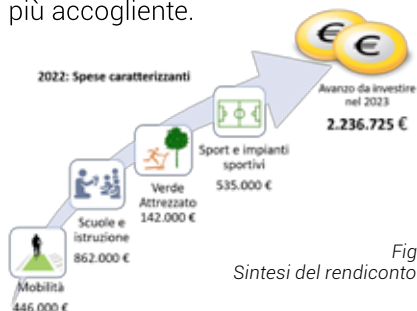 più accogliente.
2022: Spese caratterizzanti
€
€
Avanzo da investire
nel 2023
2.236.725 €
Sport e impianti
sportivi
535.000 €
Verde
Attrezzato
142.000 €
Scuole e
istruzione
862.000 €
Mobilità
446.000 €
Fig
Sintesi del rendiconto